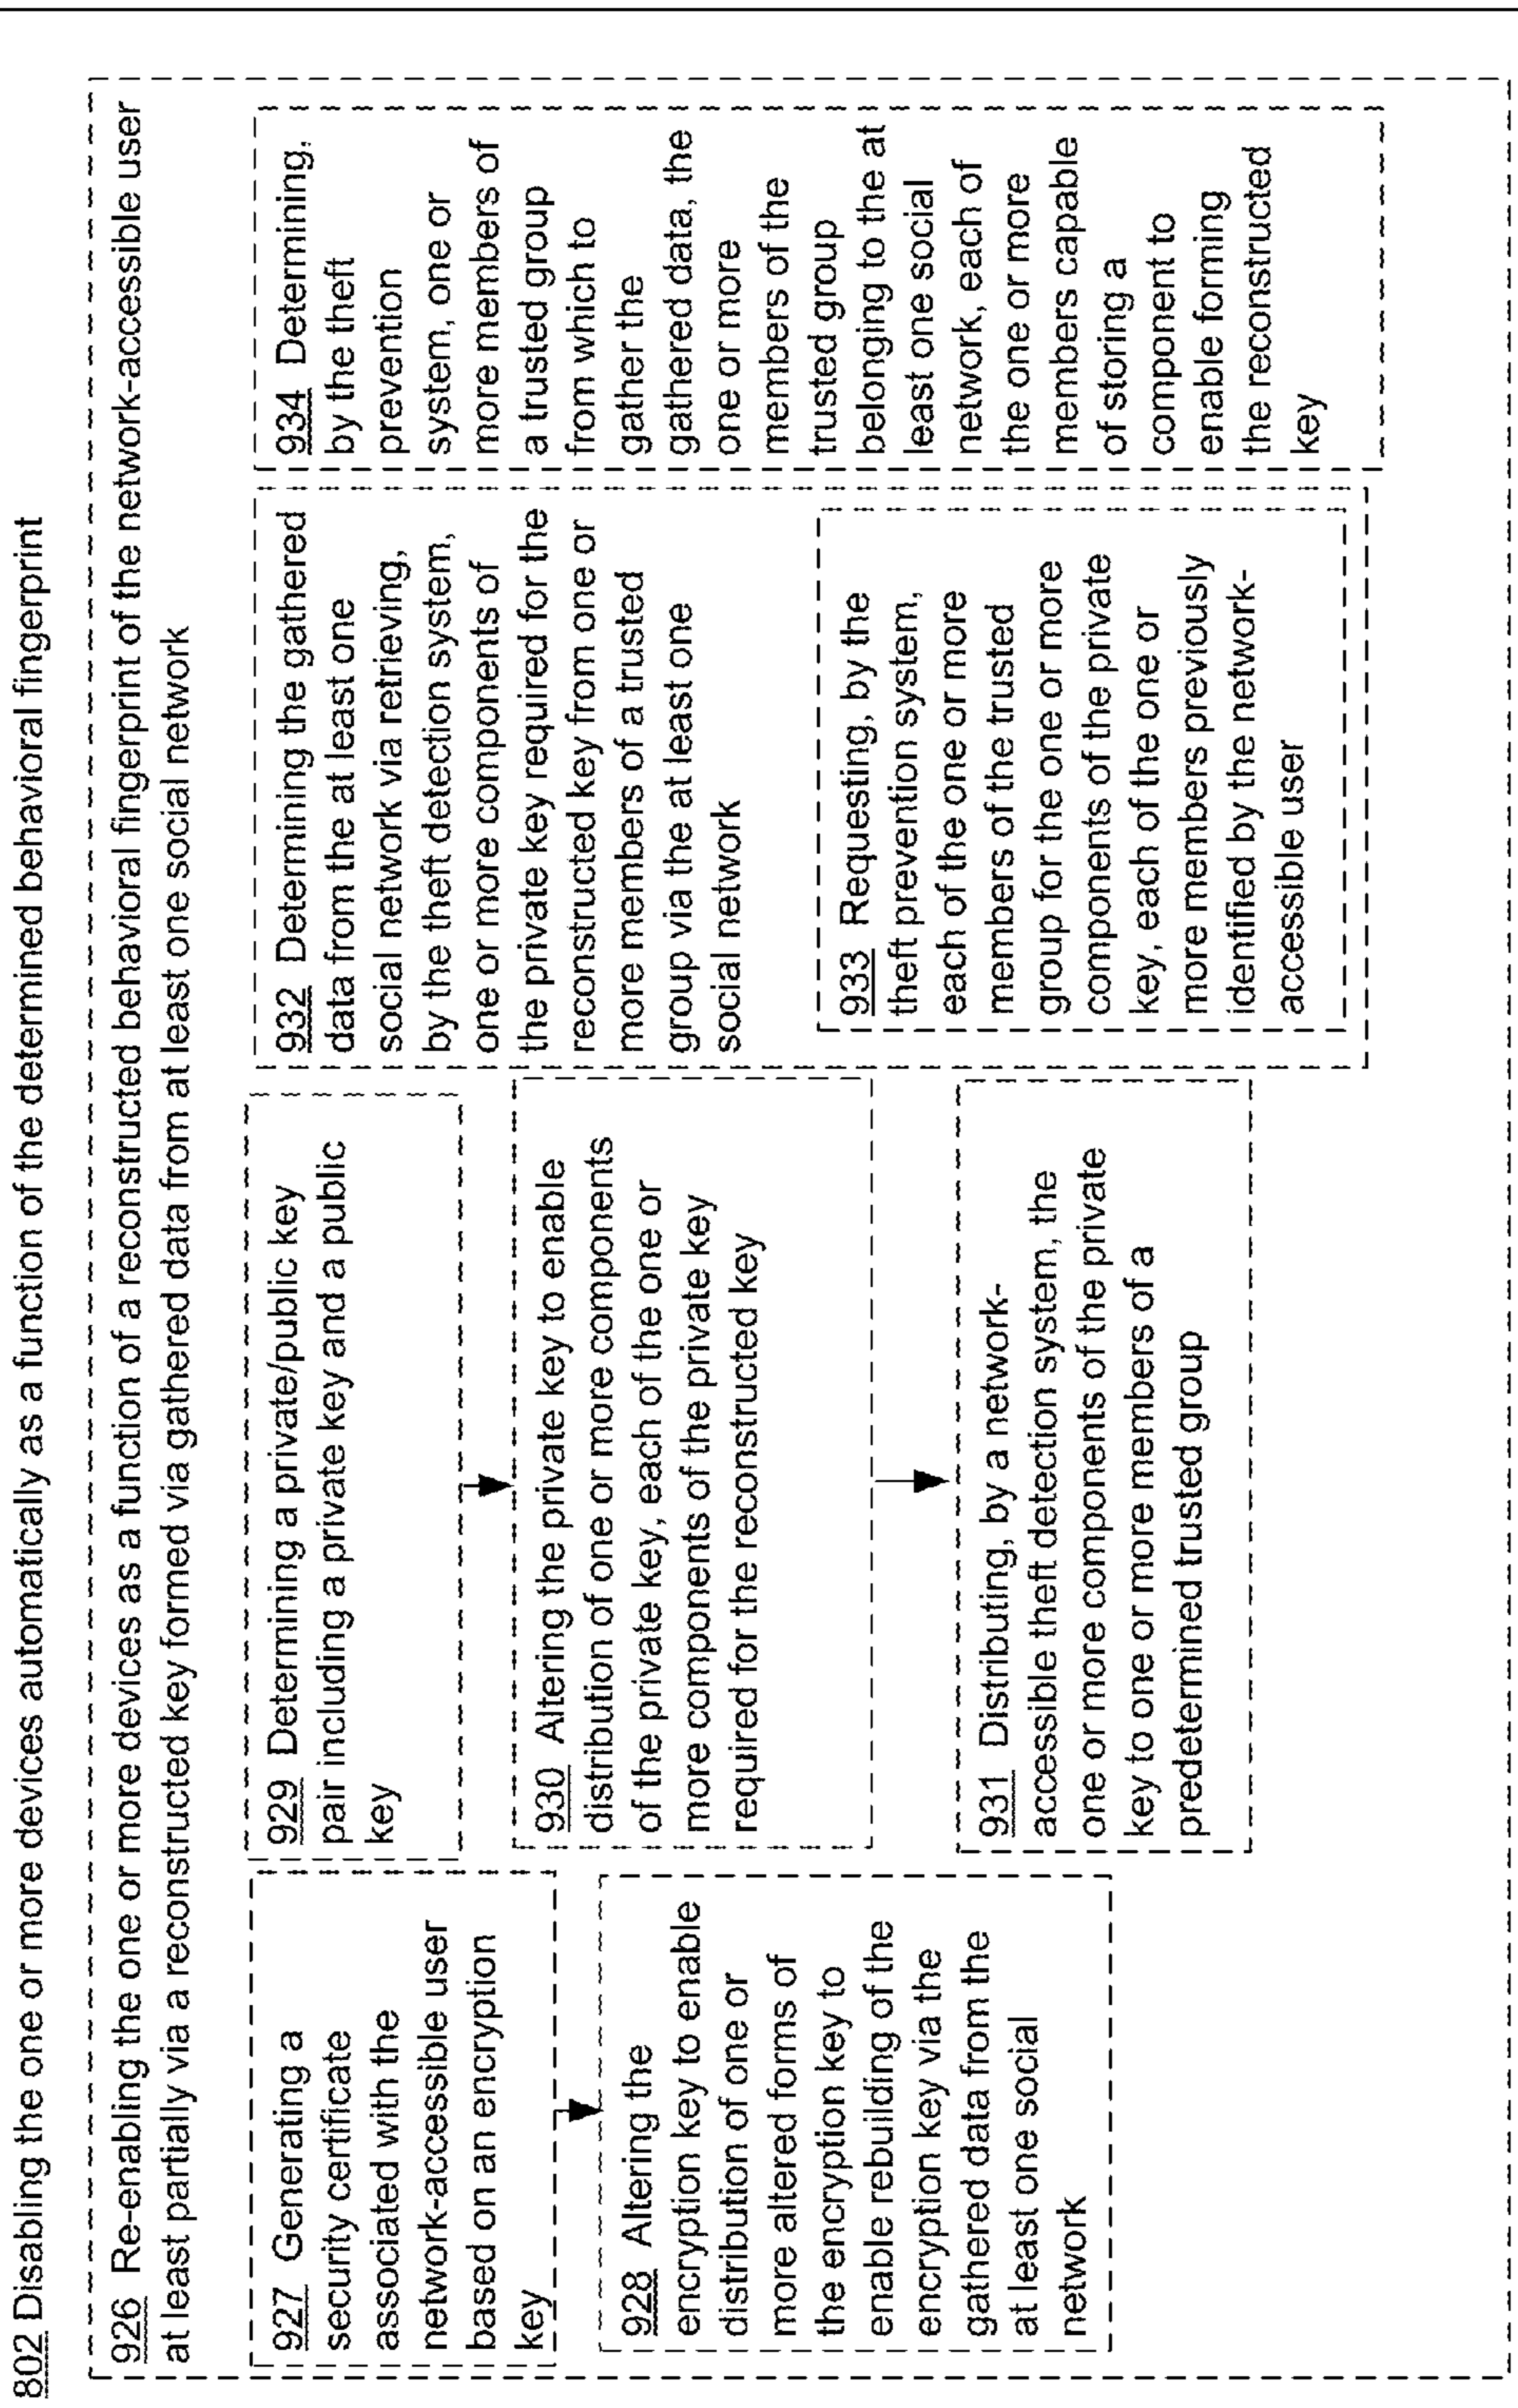 802 Disabling the one or more devices automatically as a function of the determined behavioral fingerprint
926 Re-enabling the one or more devices as a function of a reconstructed behavioral fingerprint of the network-accessible user
at least partially via a reconstructed key formed via gathered data from at least one social network
927 Generating a
security certificate
associated with the
network-accessible user
based on an encryption
key
928 Altering the
encryption key to enable
distribution of one or
more altered forms of
the encryption key to
enable rebuilding of the
encryption key via the
gathered data from the
at least one social
network
929 Determining a private/public key
pair including a private key and a public
key
930 Altering the private key to enable
distribution of one or more components
of the private key, each of the one or
more components of the private key
required for the reconstructed key
931 Distributing, by a network-
accessible theft detection system, the
one or more components of the private
key to one or more members of a
predetermined trusted group
932 Determining the gathered
data from the at least one
social network via retrieving,
by the theft detection system,
one or more components of
the private key required for the
reconstructed key from one or
more members of a trusted
group via the at least one
social network
933 Requesting, by the
theft prevention system,
each of the one or more
members of the trusted
group for the one or more
components of the private
key, each of the one or
more members previously
identified by the network-
accessible user
934 Determining,
by the theft
prevention
system, one or
more members of
a trusted group
from which to
gather the
gathered data, the
one or more
members of the
trusted group
belonging to the at
least one social
network, each of
the one or more
members capable
of storing a
component to
enable forming
the reconstructed
key